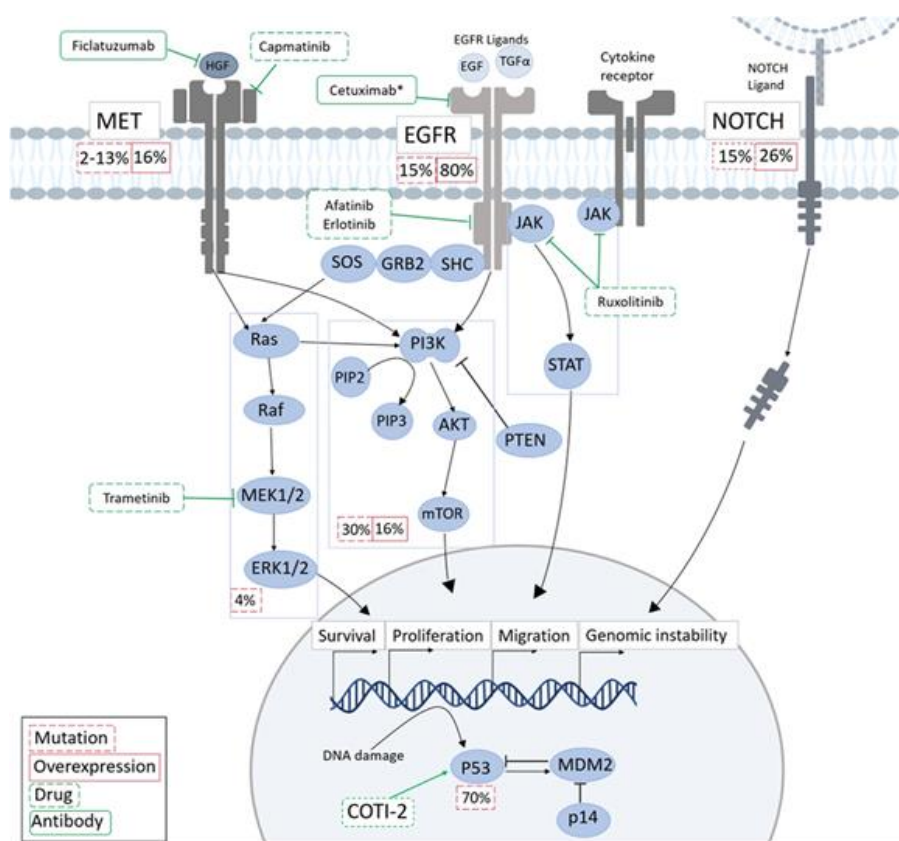 Ficlatuzumab
Capmatinib
HGF
EGFR Ligands
EGF
TGFα
Cetuximab*
Cytokine
receptor
NOTCH
Ligand
MET
2-13%
16%
EGFR
15%
80%
NOTCH
15%
26%
Afatinib
Erlotinib
JAK
JAK
SOS
GRB2
SHC
Ruxolitinib
Ras
PI3K
STAT
PIP2
PIP3
Raf
AKT
PTEN
Trametinib
MEK1/2
mTOR
30%
16%
ERK1/2
4%
Survival
Proliferation
Migration
Genomic instability
DNA damage
P53
MDM2
70%
COTI-2
p14
Mutation
Overexpression
Drug
Antibody